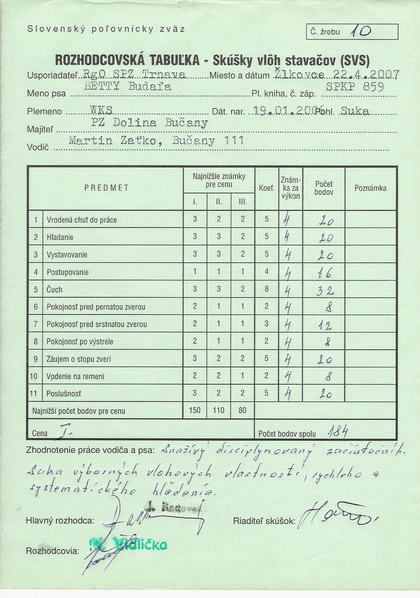 Slovenský poľovnícky zväz
Č. žrebu 10
ROZHODCOVSKÁ TABUĽKA - Skúšky vlôh stavačov (SVS)
Usporiadateľ RgO SPZ Trnava Miesto a dátum Žlkovce 22.4.2007
Meno psa BETTY Budafa Pl. kniha, č. záp. SPKP 859
Plemeno WKS Dát. nar. 19.01.2006 Pohl. Suka
Majiteľ PZ Dolina Bučany
Vodič Martin Zaťko, Bučany 111
PREDMET Najnižšie známky pre cenu I. II. III. Koef. Známka za výkon Počet bodov Poznámka
1 Vrodená chuť do práce 3 2 2 5 4 20
2 Hľadanie 3 2 2 5 4 20
3 Vystavovanie 3 2 2 5 4 20
4 Postupovanie 1 1 1 4 4 16
5 Čuch 3 3 2 8 4 32
6 Pokojnosť pred pernatou zverou 2 1 1 2 4 8
7 Pokojnosť pred srstnatou zverou 2 1 1 3 4 12
8 Pokojnosť po výstrele 2 1 1 2 4 8
9 Záujem o stopu zveri 3 2 2 5 4 20
10 Vodenie na remeni 2 1 1 2 4 8
11 Poslušnosť 3 2 2 5 4 20
Najnižší počet bodov pre cenu 150 110 80
Cena I. Počet bodov spolu 184
Zhodnotenie práce vodiča a psa: Snaživý disciplynovaný začiatočník.
Suka výborných vlohových vlastností, rychleho a
systematického hľadania.
Hlavný rozhodca: Riaditeľ skúšok:
Rozhodcovia: Vidlička